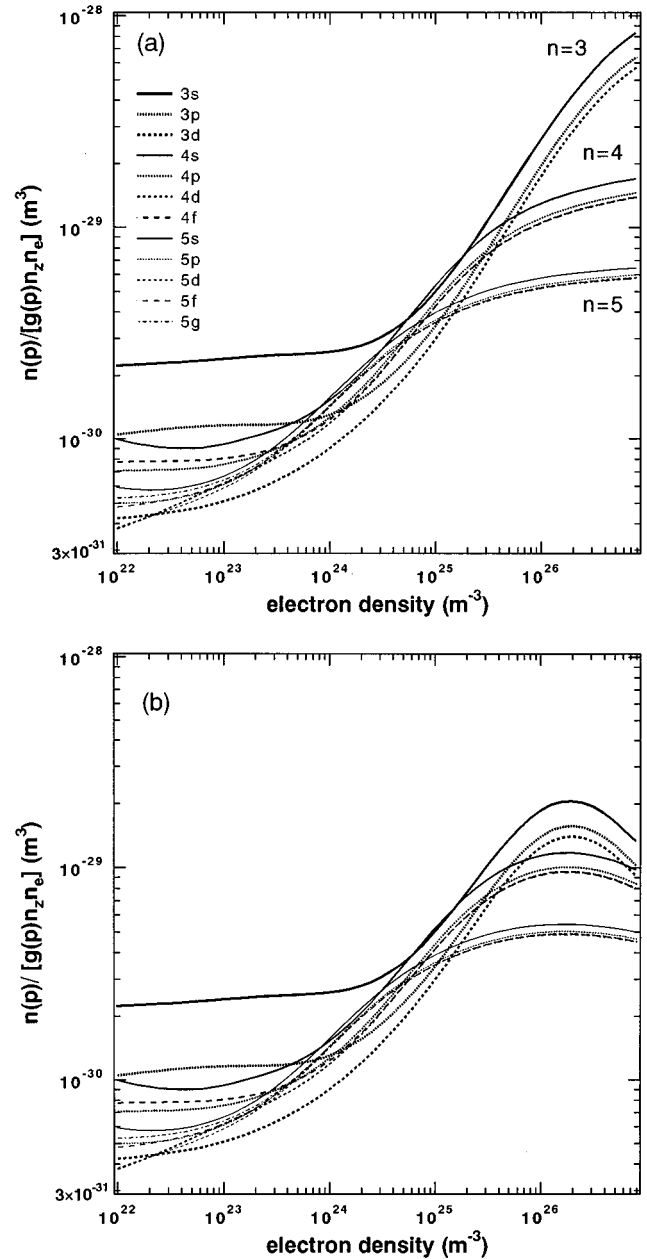 (a)
n=3
n=4
n=5
3s
3p
3d
4s
4p
4d
4f
5s
5p
5d
5f
5g
n(p)/[g(p)n_z n_e] (m^3)
10^-28
10^-29
10^-30
3×10^-31
10^22 10^23 10^24 10^25 10^26
electron density (m^-3)
(b)
n(p)/ [g(p)n_z n_e] (m^3)
10^-28
10^-29
10^-30
3×10^-31
10^22 10^23 10^24 10^25 10^26
electron density (m^-3)